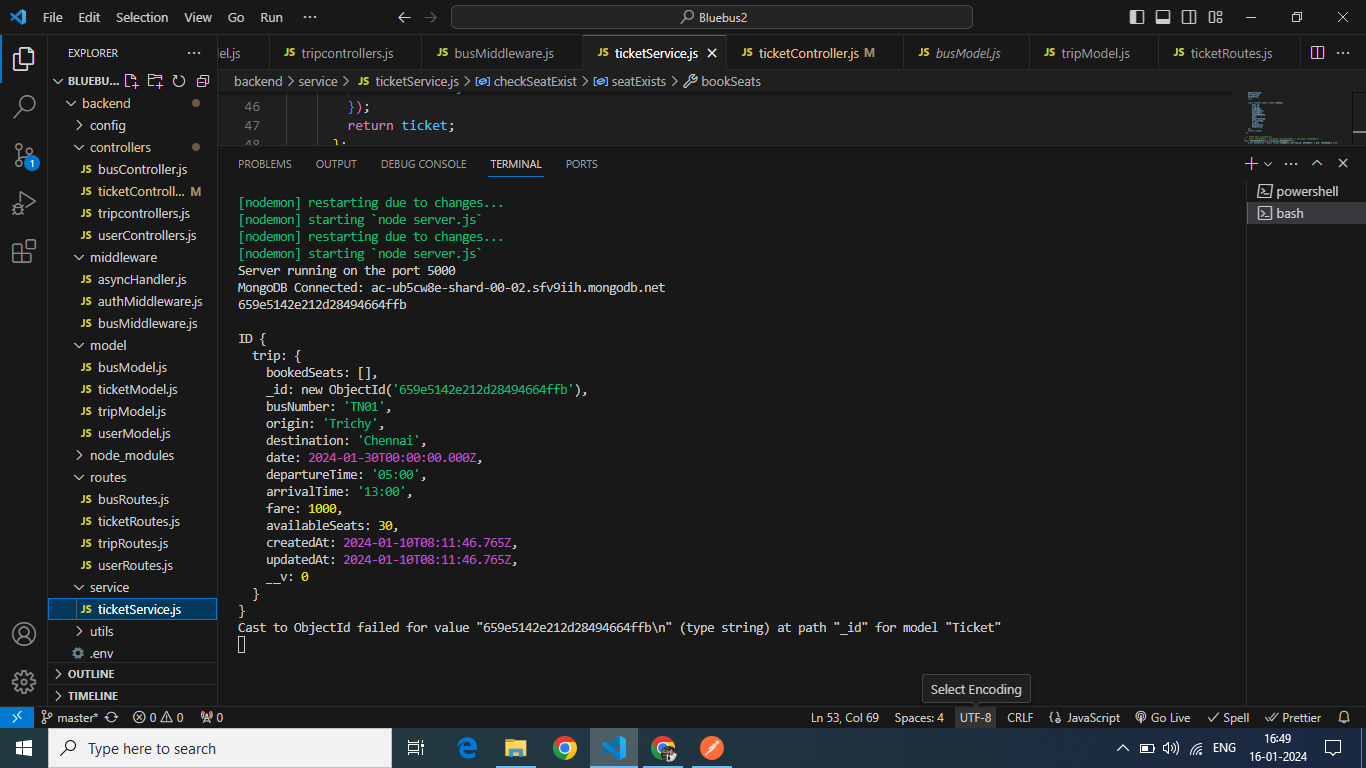 File Edit Selection View Go Run ··· Bluebus2
EXPLORER ···
del.js tripcontrollers.js busMiddleware.js ticketService.js ticketController.js M busModel.js tripModel.js ticketRoutes.js ···
BLUEBU...
backend > service > JS ticketService.js > checkSeatExist > seatExists > bookSeats
backend
config
controllers
JS busController.js
JS ticketControll... M
JS tripcontrollers.js
JS userControllers.js
middleware
JS asyncHandler.js
JS authMiddleware.js
JS busMiddleware.js
model
JS busModel.js
JS ticketModel.js
JS tripModel.js
JS userModel.js
node_modules
routes
JS busRoutes.js
JS ticketRoutes.js
JS tripRoutes.js
JS userRoutes.js
service
JS ticketService.js
utils
.env
OUTLINE
TIMELINE
46 });
47 return ticket;
48 };
PROBLEMS OUTPUT DEBUG CONSOLE TERMINAL PORTS
powershell
bash
[nodemon] restarting due to changes...
[nodemon] starting `node server.js`
[nodemon] restarting due to changes...
[nodemon] starting `node server.js`
Server running on the port 5000
MongoDB Connected: ac-ub5cw8e-shard-00-02.sfv9iih.mongodb.net
659e5142e212d28494664ffb
ID {
trip: {
bookedSeats: [],
_id: new ObjectId('659e5142e212d28494664ffb'),
busNumber: 'TN01',
origin: 'Trichy',
destination: 'Chennai',
date: 2024-01-30T00:00:00.000Z,
departureTime: '05:00',
arrivalTime: '13:00',
fare: 1000,
availableSeats: 30,
createdAt: 2024-01-10T08:11:46.765Z,
updatedAt: 2024-01-10T08:11:46.765Z,
__v: 0
}
}
Cast to ObjectId failed for value "659e5142e212d28494664ffb\n" (type string) at path "_id" for model "Ticket"
Select Encoding
master* 0 0 0 Ln 53, Col 69 Spaces: 4 UTF-8 CRLF JavaScript Go Live Spell Prettier
Type here to search
ENG
16:49
16-01-2024